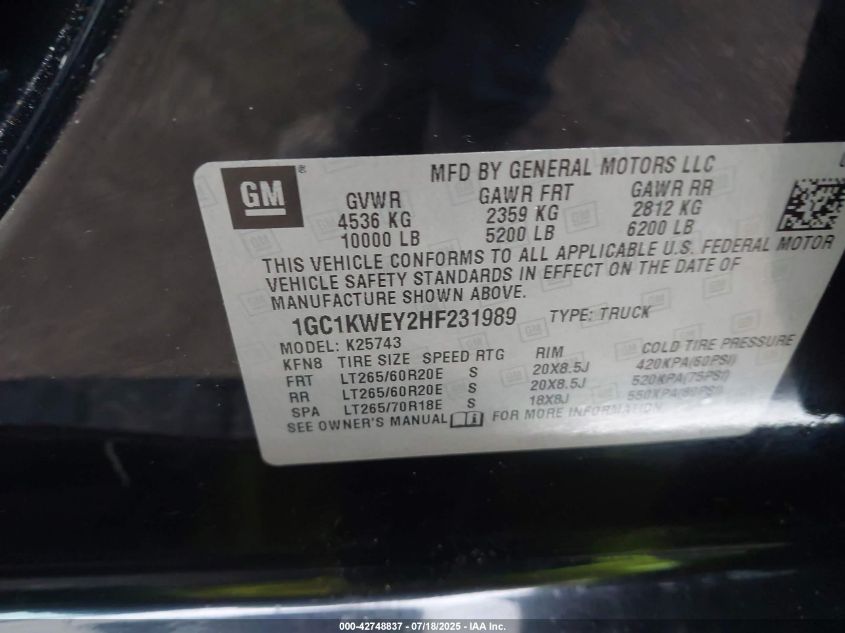 GM®
MFD BY GENERAL MOTORS LLC
GVWR GAWR FRT GAWR RR
4536 KG 2359 KG 2812 KG
10000 LB 5200 LB 6200 LB
THIS VEHICLE CONFORMS TO ALL APPLICABLE U.S. FEDERAL MOTOR
VEHICLE SAFETY STANDARDS IN EFFECT ON THE DATE OF
MANUFACTURE SHOWN ABOVE.
1GC1KWEY2HF231989 TYPE: TRUCK
MODEL: K25743
KFN8 TIRE SIZE SPEED RTG RIM COLD TIRE PRESSURE
FRT LT265/60R20E S 20X8.5J 420KPA(60PSI)
RR LT265/60R20E S 20X8.5J 520KPA(75PSI)
SPA LT265/70R18E S 18X8J 550KPA(80PSI)
SEE OWNER'S MANUAL FOR MORE INFORMATION
000-42748837 - 07/18/2025 - IAA Inc.